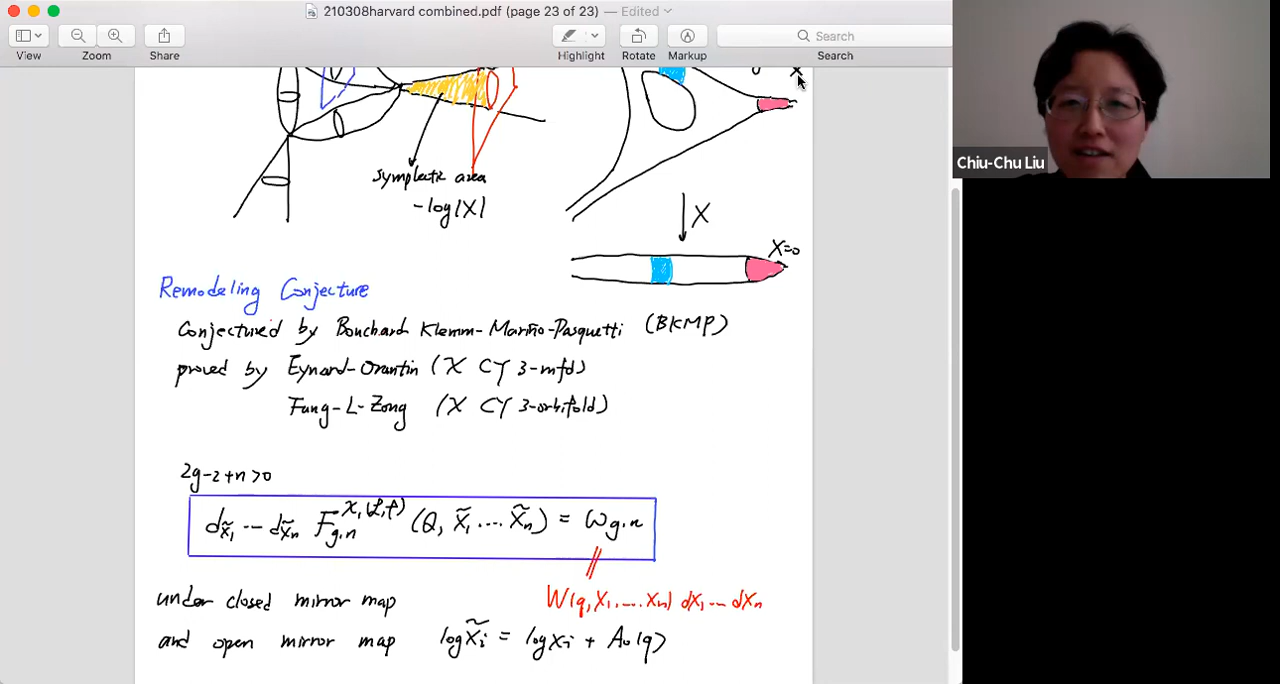 210308harvard combined.pdf (page 23 of 23) — Edited
View Zoom Share Highlight Rotate Markup Search
Search
Chiu-Chu Liu
X
symplectic area
-log|X|
X
X=0
Remodeling Conjecture
Conjectured by Bouchard Klemm-Mariño-Pasquetti (BKMP)
proved by Eynard-Orantin (X CY 3-mfd)
Fang-L-Zong (X CY 3-orbifold)
2g-2+n>0
d_{X̃₁} ... d_{X̃ₙ} F_{g,n}^{X,(L,f)} (Q, X̃₁, ... X̃ₙ) = ω_{g,n}
W(q, X₁, ... Xₙ) dX₁ ... dXₙ
under closed mirror map
and open mirror map log X̃ᵢ = log Xᵢ + A₀(q)